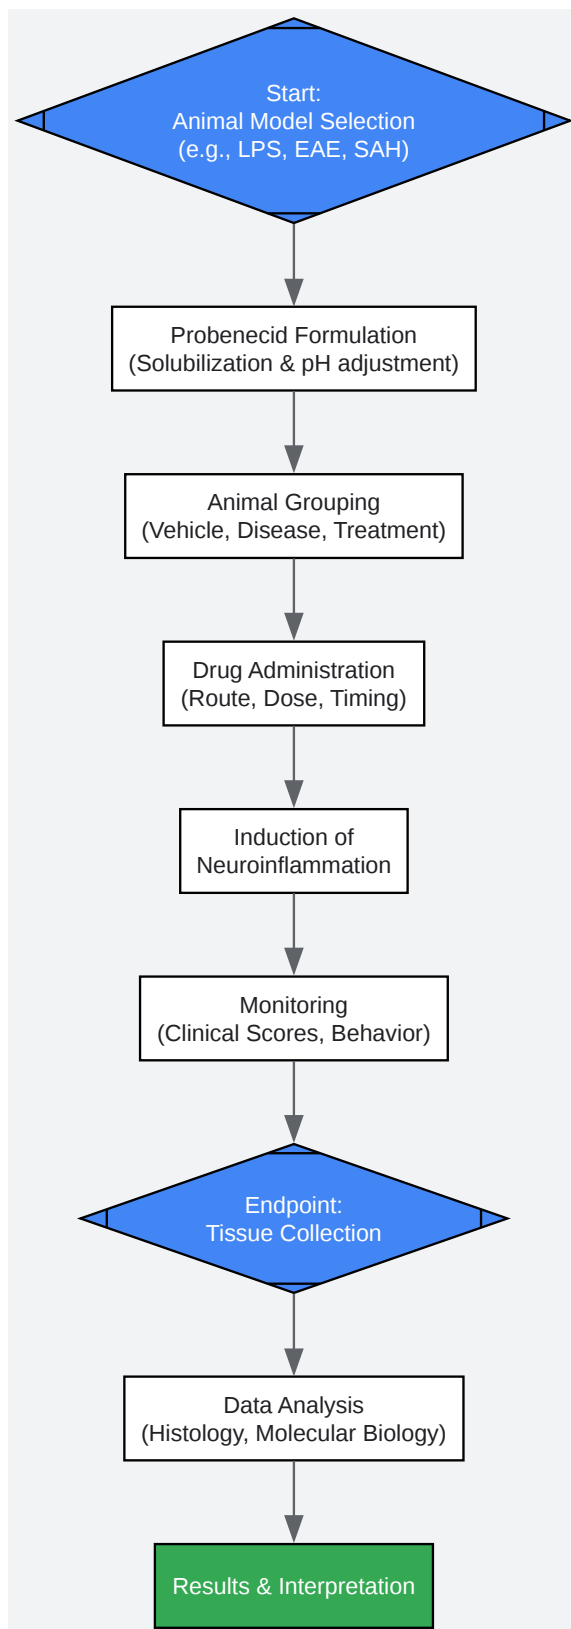 Start:
Animal Model Selection
(e.g., LPS, EAE, SAH)
Probenecid Formulation
(Solubilization & pH adjustment)
Animal Grouping
(Vehicle, Disease, Treatment)
Drug Administration
(Route, Dose, Timing)
Induction of
Neuroinflammation
Monitoring
(Clinical Scores, Behavior)
Endpoint:
Tissue Collection
Data Analysis
(Histology, Molecular Biology)
Results & Interpretation